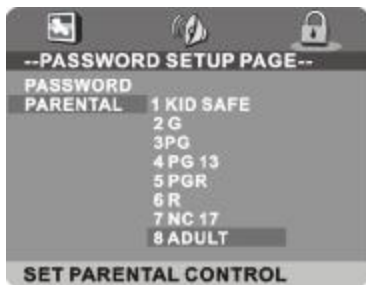 --PASSWORD SETUP PAGE--
PASSWORD
PARENTAL 1 KID SAFE
2 G
3PG
4 PG 13
5 PGR
6 R
7 NC 17
8 ADULT
SET PARENTAL CONTROL